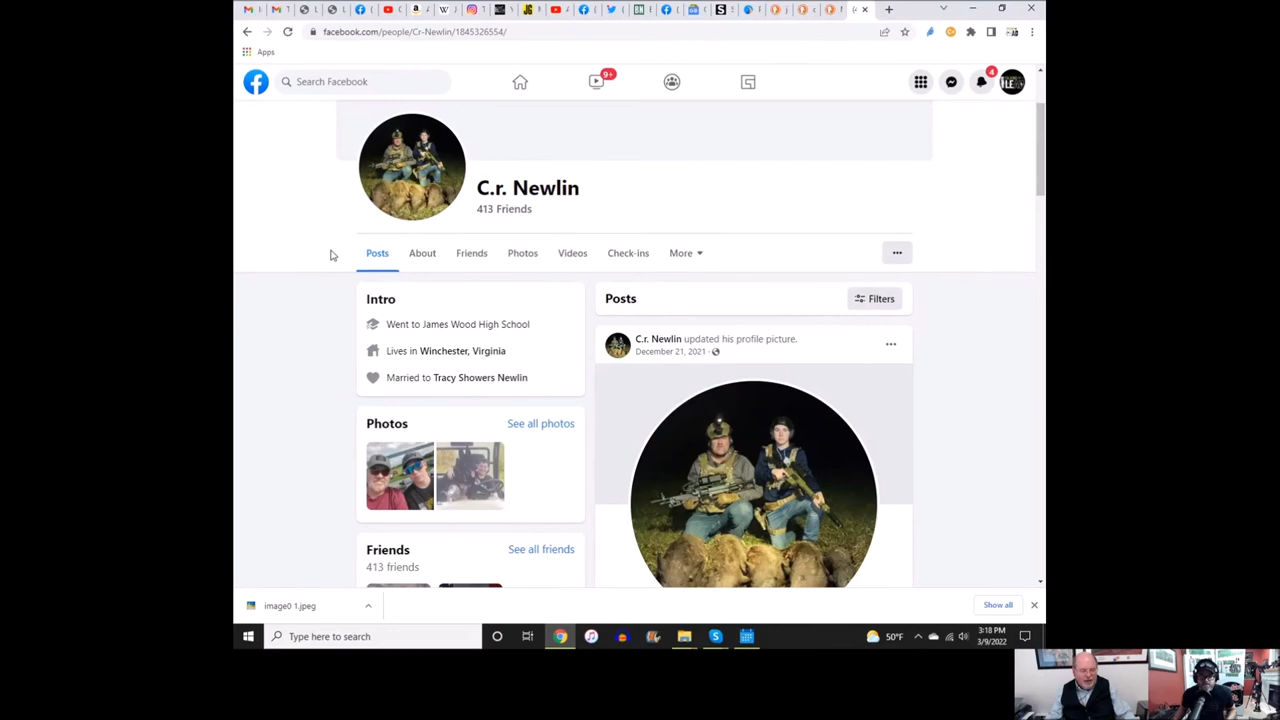 facebook.com/people/Cr-Newlin/1845326554/
Apps
Search Facebook
9+
4
C.r. Newlin
413 Friends
Posts About Friends Photos Videos Check-ins More
Intro
Went to James Wood High School
Lives in Winchester, Virginia
Married to Tracy Showers Newlin
Photos See all photos
Friends See all friends
413 friends
Posts Filters
C.r. Newlin updated his profile picture.
December 21, 2021 ·
image0 1.jpeg
Show all
Type here to search
50°F
3:18 PM
3/9/2022